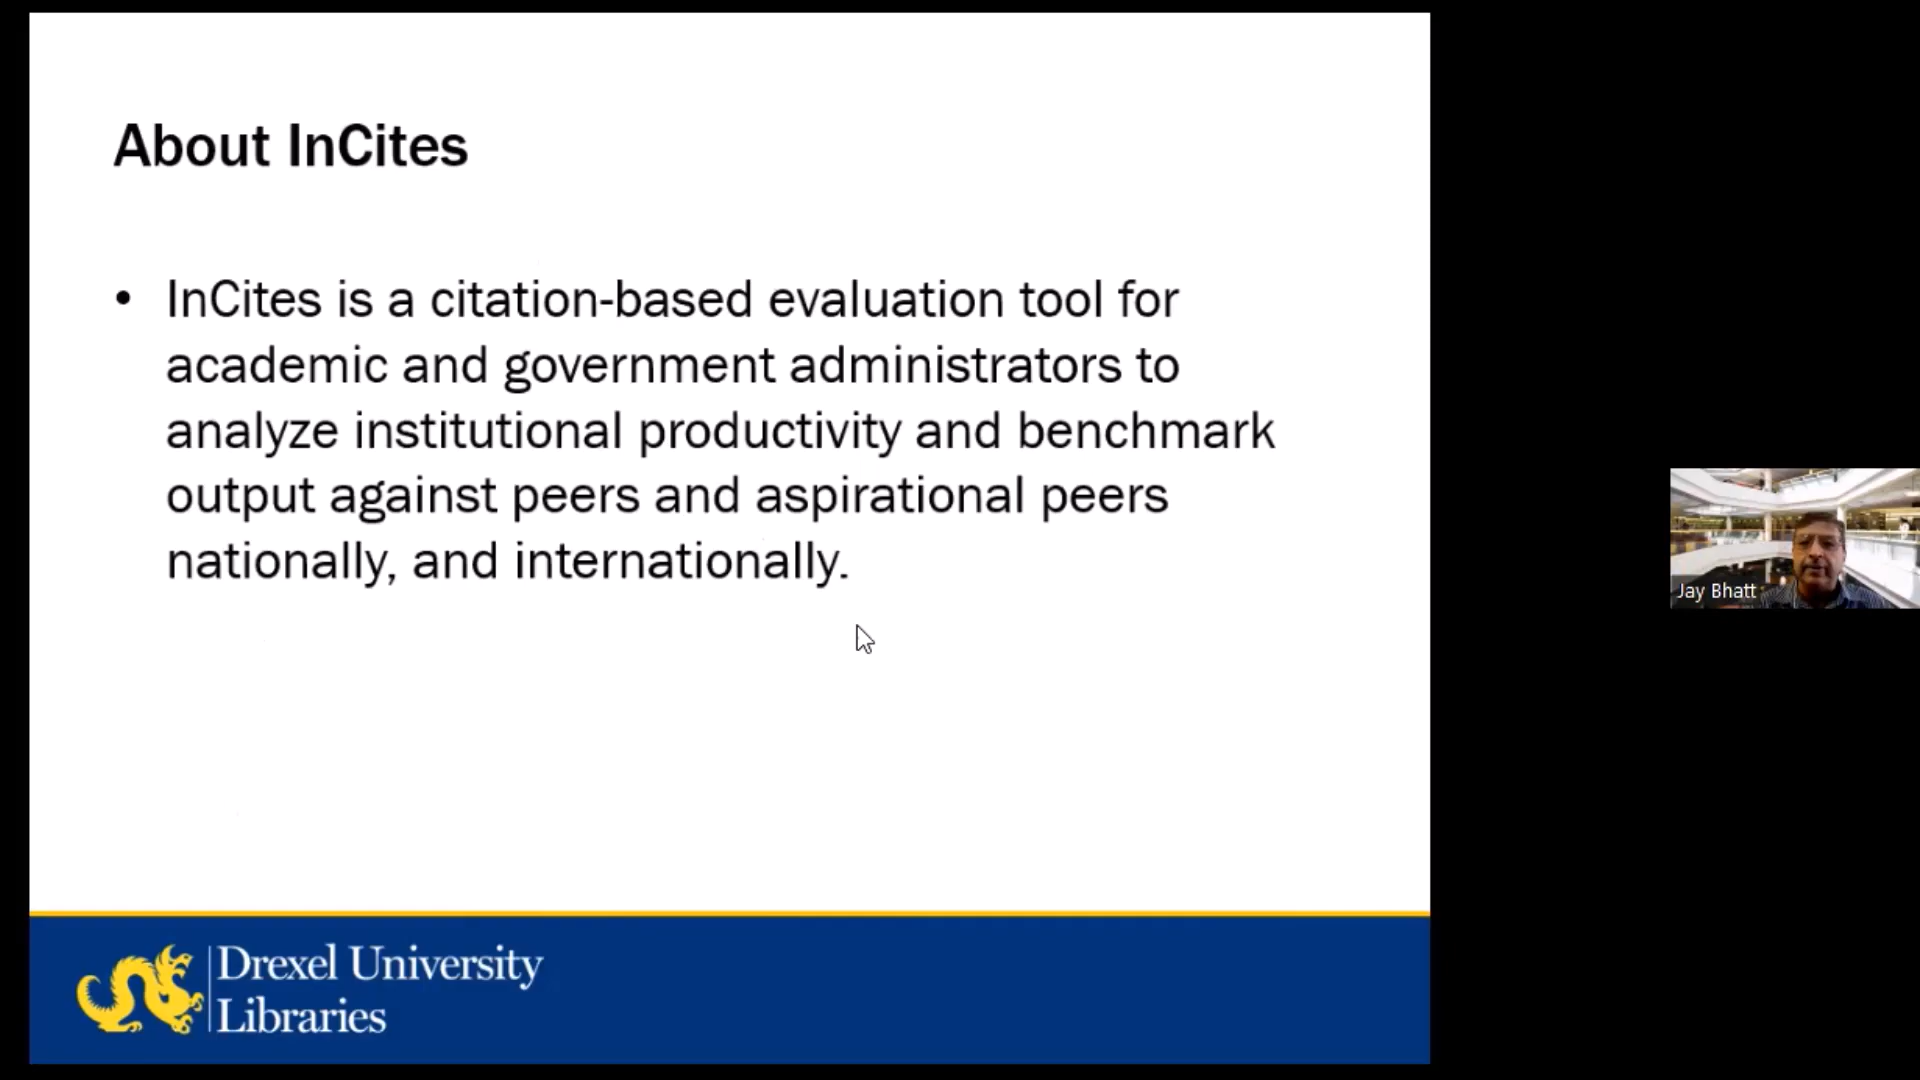 About InCites
• InCites is a citation-based evaluation tool for
academic and government administrators to
analyze institutional productivity and benchmark
output against peers and aspirational peers
nationally, and internationally.
Jay Bhatt
Drexel University
Libraries